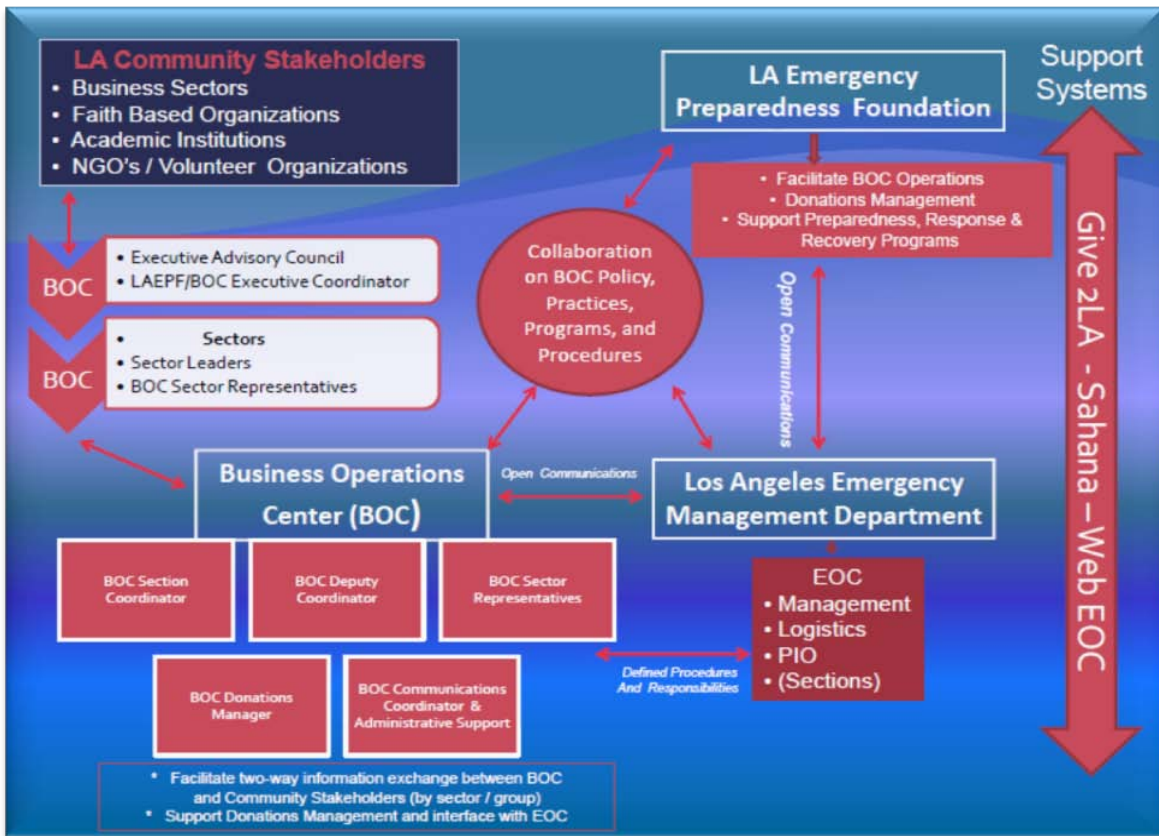 LA Community Stakeholders
• Business Sectors
• Faith Based Organizations
• Academic Institutions
• NGO's / Volunteer Organizations
LA Emergency
Preparedness Foundation
Support
Systems
• Facilitate BOC Operations
• Donations Management
• Support Preparedness, Response &
Recovery Programs
BOC
• Executive Advisory Council
• LAEPF/BOC Executive Coordinator
BOC
• Sectors
• Sector Leaders
• BOC Sector Representatives
Collaboration
on BOC Policy,
Practices,
Programs, and
Procedures
Open Communications
Give 2LA - Sahana – Web EOC
Business Operations
Center (BOC)
Open Communications
Los Angeles Emergency
Management Department
BOC Section
Coordinator
BOC Deputy
Coordinator
BOC Sector
Representatives
EOC
• Management
• Logistics
• PIO
• (Sections)
Defined Procedures
And Responsibilities
BOC Donations
Manager
BOC Communications
Coordinator &
Administrative Support
* Facilitate two-way information exchange between BOC
and Community Stakeholders (by sector / group)
* Support Donations Management and interface with EOC